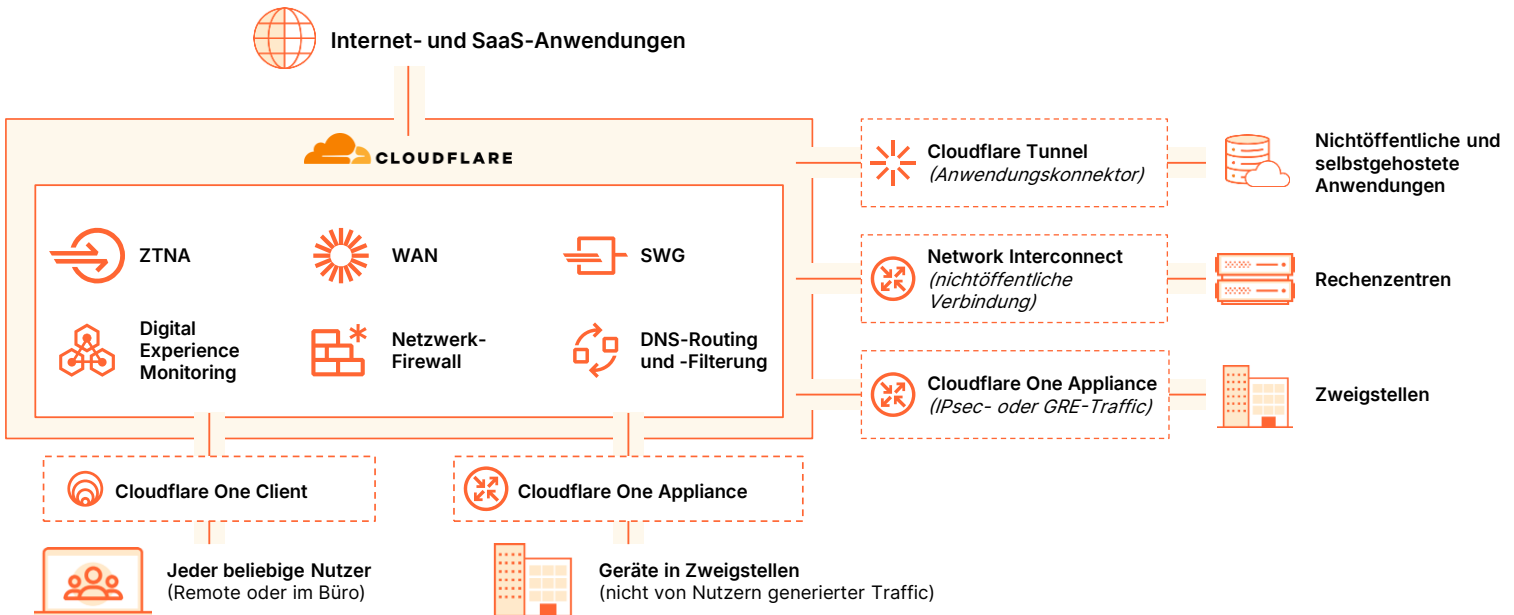 Internet- und SaaS-Anwendungen
CLOUDFLARE
ZTNA
WAN
SWG
Digital
Experience
Monitoring
Netzwerk-
Firewall
DNS-Routing
und -Filterung
Cloudflare Tunnel
(Anwendungskonnektor)
Nichtöffentliche und
selbstgehostete
Anwendungen
Network Interconnect
(nichtöffentliche
Verbindung)
Rechenzentren
Cloudflare One Appliance
(IPsec- oder GRE-Traffic)
Zweigstellen
Cloudflare One Client
Cloudflare One Appliance
Jeder beliebige Nutzer
(Remote oder im Büro)
Geräte in Zweigstellen
(nicht von Nutzern generierter Traffic)